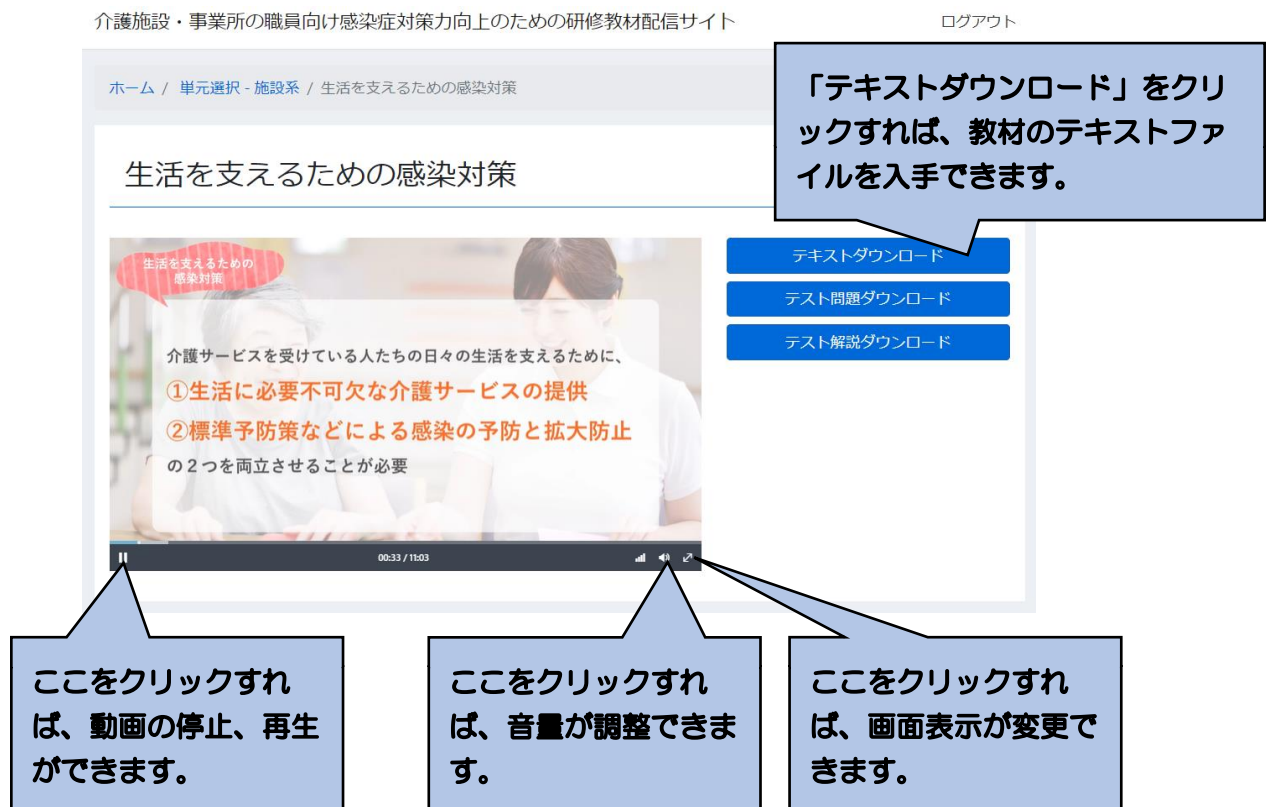 介護施設・事業所の職員向け感染症対策力向上のための研修教材配信サイト
ログアウト
ホーム / 単元選択 - 施設系 / 生活を支えるための感染対策
「テキストダウンロード」をクリ
ックすれば、教材のテキストファ
イルを入手できます。
生活を支えるための感染対策
生活を支えるための
感染対策
介護サービスを受けている人たちの日々の生活を支えるために、
①生活に必要不可欠な介護サービスの提供
②標準予防策などによる感染の予防と拡大防止
の２つを両立させることが必要
00:33 / 11:03
テキストダウンロード
テスト問題ダウンロード
テスト解説ダウンロード
ここをクリックすれ
ば、動画の停止、再生
ができます。
ここをクリックすれ
ば、音量が調整できま
す。
ここをクリックすれ
ば、画面表示が変更で
きます。